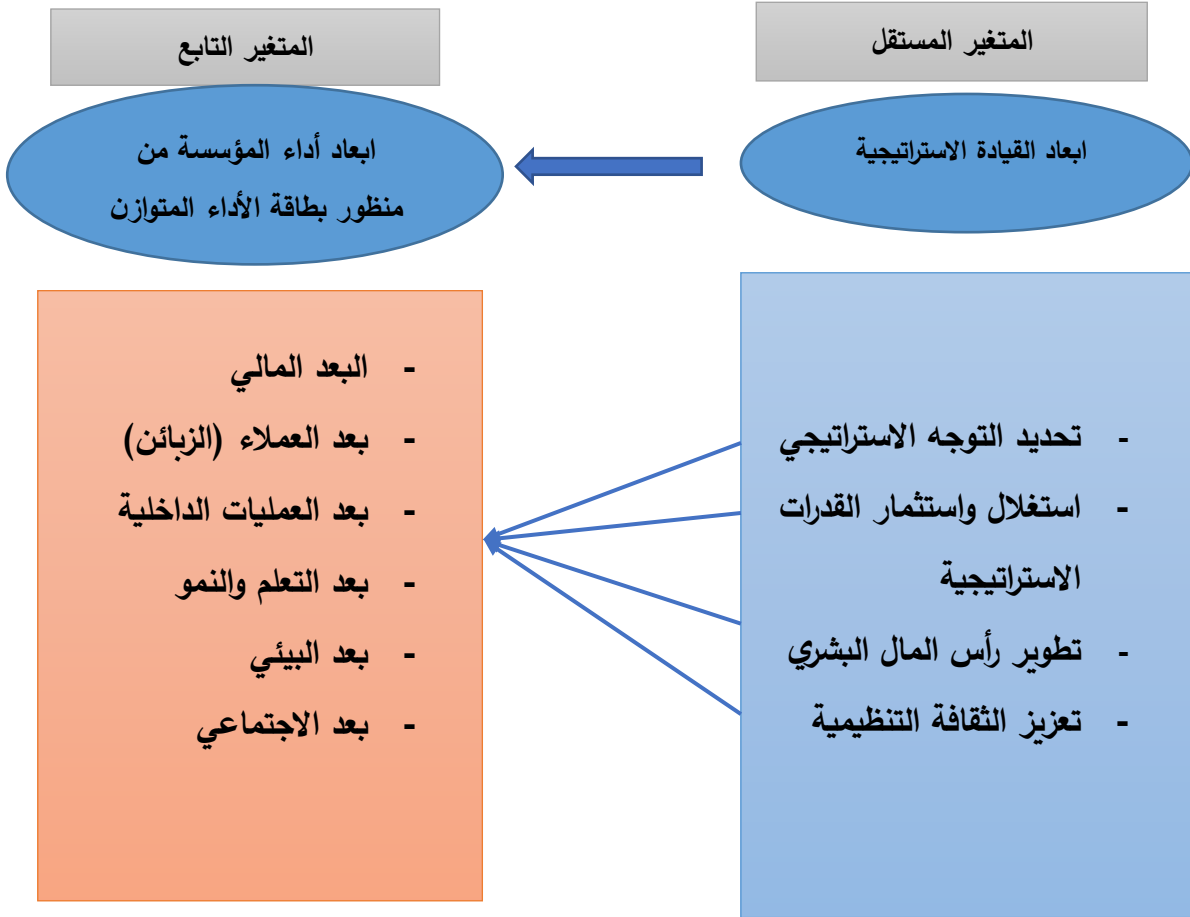 المتغير المستقل
ابعاد القيادة الاستراتيجية
- تحديد التوجه الاستراتيجي
- استغلال واستثمار القدرات
الاستراتيجية
- تطوير رأس المال البشري
- تعزيز الثقافة التنظيمية
المتغير التابع
ابعاد أداء المؤسسة من
منظور بطاقة الأداء المتوازن
- البعد المالي
- بعد العملاء (الزبائن)
- بعد العمليات الداخلية
- بعد التعلم والنمو
- بعد البيئي
- بعد الاجتماعي